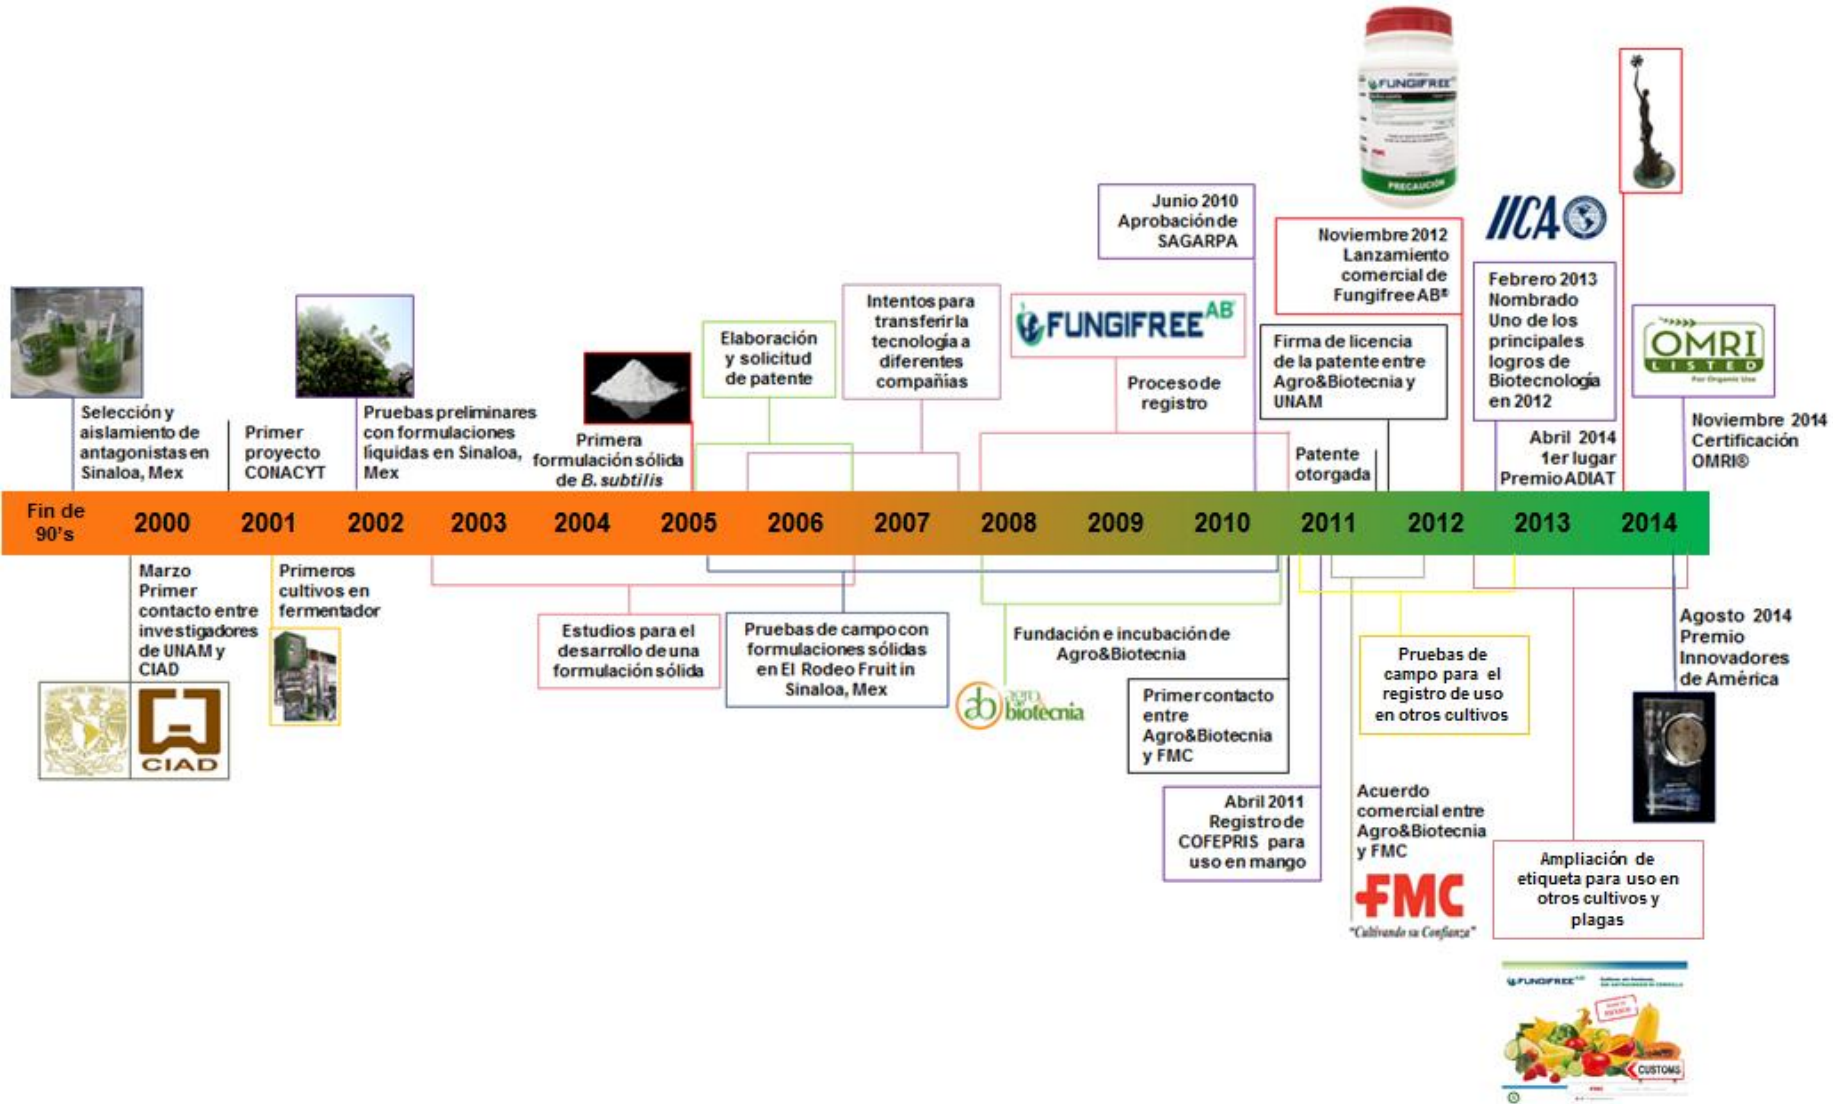 FUNGIFREE
PRECAUCIÓN
IICA
Junio 2010
Aprobación de
SAGARPA
Noviembre 2012
Lanzamiento
comercial de
Fungifree AB®
Febrero 2013
Nombrado
Uno de los
principales
logros de
Biotecnología
en 2012
OMRI
LISTED
For Organic Use
Noviembre 2014
Certificación
OMRI®
Abril 2014
1er lugar
Premio ADIAT
Firma de licencia
de la patente entre
Agro&Biotecnia y
UNAM
Patente
otorgada
FUNGIFREE AB®
Proceso de
registro
Intentos para
transferir la
tecnología a
diferentes
compañías
Elaboración
y solicitud
de patente
Primera
formulación sólida
de B. subtilis
Pruebas preliminares
con formulaciones
líquidas en Sinaloa,
Mex
Primer
proyecto
CONACYT
Selección y
aislamiento de
antagonistas en
Sinaloa, Mex
Fin de
90's
2000
2001
2002
2003
2004
2005
2006
2007
2008
2009
2010
2011
2012
2013
2014
Marzo
Primer
contacto entre
investigadores
de UNAM y
CIAD
CIAD
Primeros
cultivos en
fermentador
Estudios para el
desarrollo de una
formulación sólida
Pruebas de campo con
formulaciones sólidas
en El Rodeo Fruit in
Sinaloa, Mex
Fundación e incubación de
Agro&Biotecnia
ab agro& biotecnia
Primer contacto
entre
Agro&Biotecnia
y FMC
Abril 2011
Registro de
COFEPRIS para
uso en mango
Acuerdo
comercial entre
Agro&Biotecnia
y FMC
FMC
"Cultivando su Confianza"
Pruebas de
campo para el
registro de uso
en otros cultivos
Ampliación de
etiqueta para uso en
otros cultivos y
plagas
Agosto 2014
Premio
Innovadores
de América
FUNGIFREE AB
CUSTOMS